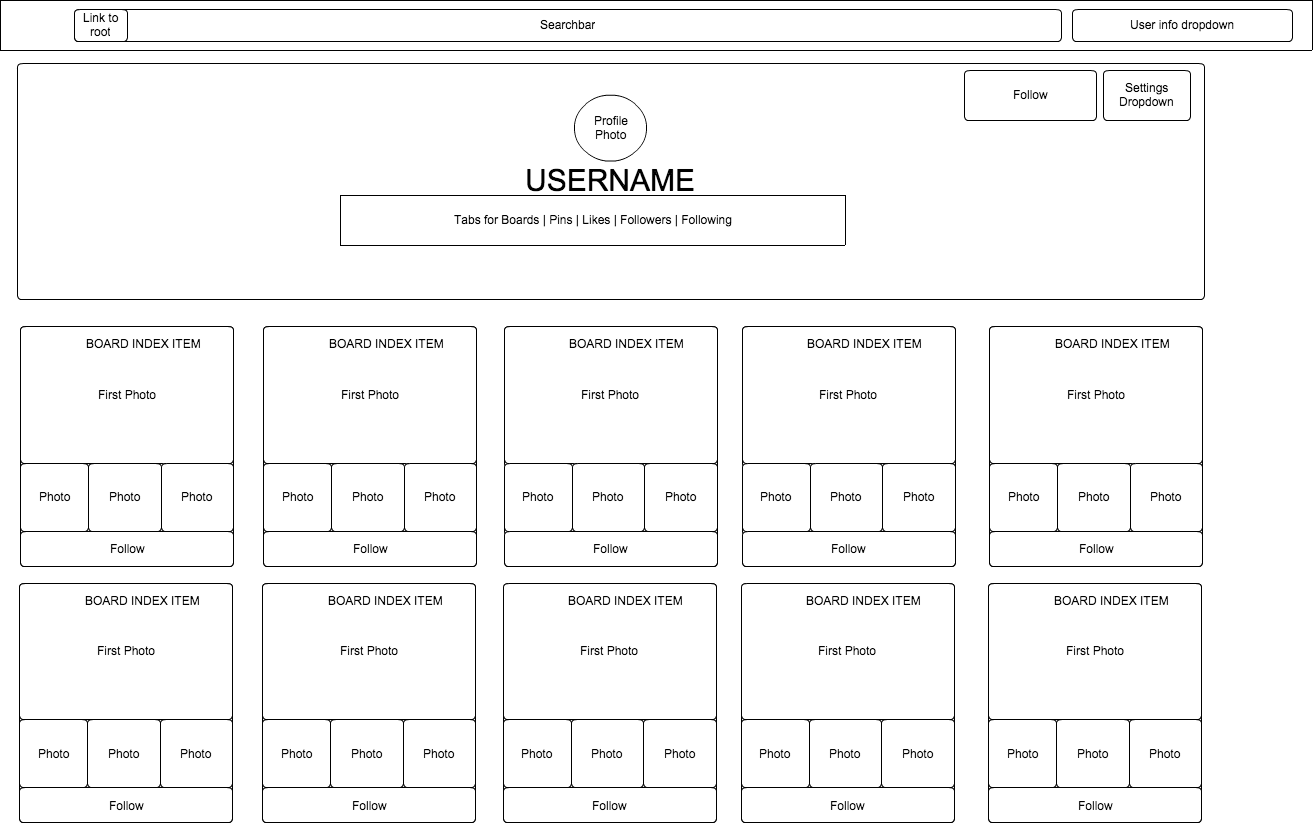 Link to
root
Searchbar
User info dropdown
Follow
Settings
Dropdown
Profile
Photo
USERNAME
Tabs for Boards | Pins | Likes | Followers | Following
BOARD INDEX ITEM
First Photo
Photo
Photo
Photo
Follow
BOARD INDEX ITEM
First Photo
Photo
Photo
Photo
Follow
BOARD INDEX ITEM
First Photo
Photo
Photo
Photo
Follow
BOARD INDEX ITEM
First Photo
Photo
Photo
Photo
Follow
BOARD INDEX ITEM
First Photo
Photo
Photo
Photo
Follow
BOARD INDEX ITEM
First Photo
Photo
Photo
Photo
Follow
BOARD INDEX ITEM
First Photo
Photo
Photo
Photo
Follow
BOARD INDEX ITEM
First Photo
Photo
Photo
Photo
Follow
BOARD INDEX ITEM
First Photo
Photo
Photo
Photo
Follow
BOARD INDEX ITEM
First Photo
Photo
Photo
Photo
Follow